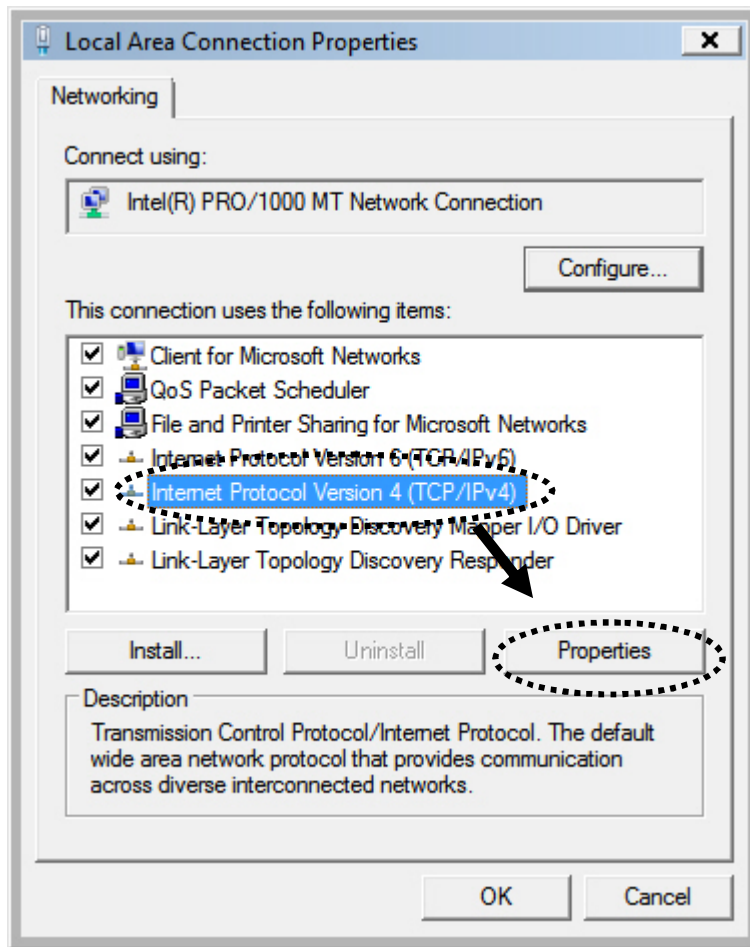 Local Area Connection Properties
Networking
Connect using:
Intel(R) PRO/1000 MT Network Connection
Configure...
This connection uses the following items:
Client for Microsoft Networks
QoS Packet Scheduler
File and Printer Sharing for Microsoft Networks
Internet Protocol Version 6 (TCP/IPv6)
Internet Protocol Version 4 (TCP/IPv4)
Link-Layer Topology Discovery Mapper I/O Driver
Link-Layer Topology Discovery Responder
Install... Uninstall Properties
Description
Transmission Control Protocol/Internet Protocol. The default
wide area network protocol that provides communication
across diverse interconnected networks.
OK Cancel